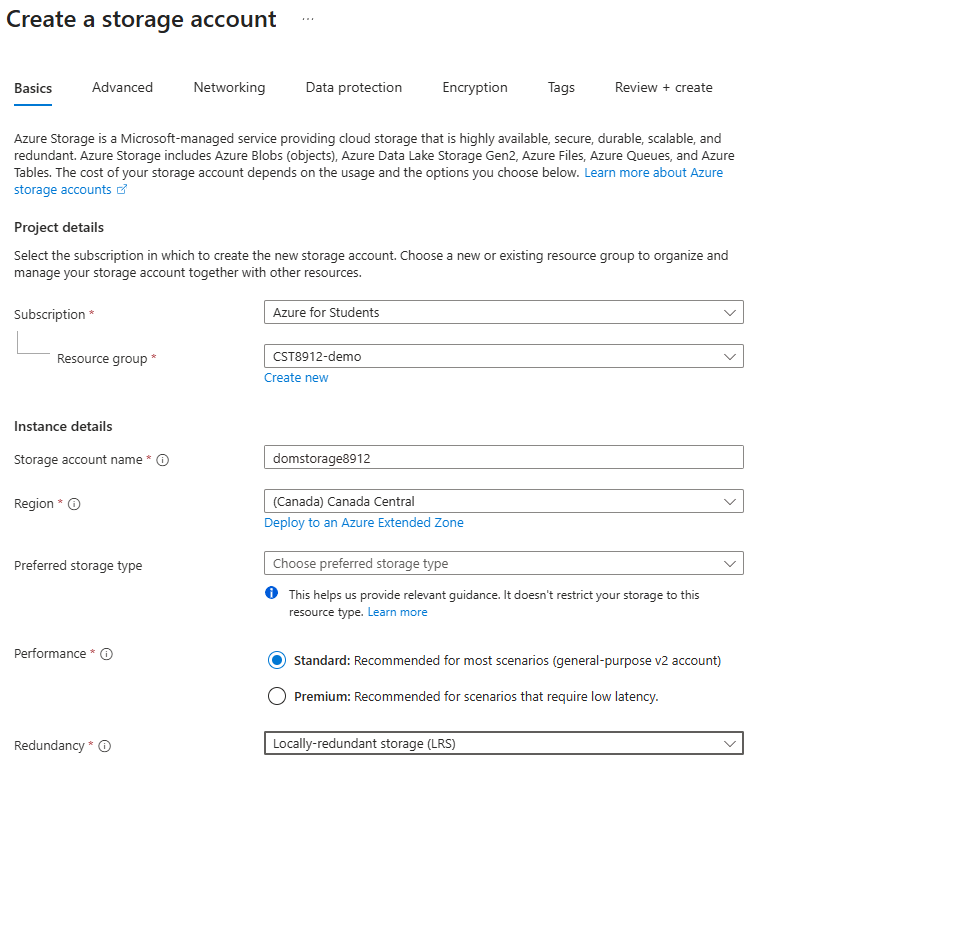 Create a storage account ...
Basics Advanced Networking Data protection Encryption Tags Review + create
Azure Storage is a Microsoft-managed service providing cloud storage that is highly available, secure, durable, scalable, and
redundant. Azure Storage includes Azure Blobs (objects), Azure Data Lake Storage Gen2, Azure Files, Azure Queues, and Azure
Tables. The cost of your storage account depends on the usage and the options you choose below. Learn more about Azure
storage accounts
Project details
Select the subscription in which to create the new storage account. Choose a new or existing resource group to organize and
manage your storage account together with other resources.
Subscription * Azure for Students
Resource group * CST8912-demo
Create new
Instance details
Storage account name * domstorage8912
Region * (Canada) Canada Central
Deploy to an Azure Extended Zone
Preferred storage type Choose preferred storage type
This helps us provide relevant guidance. It doesn't restrict your storage to this
resource type. Learn more
Performance * Standard: Recommended for most scenarios (general-purpose v2 account)
Premium: Recommended for scenarios that require low latency.
Redundancy * Locally-redundant storage (LRS)